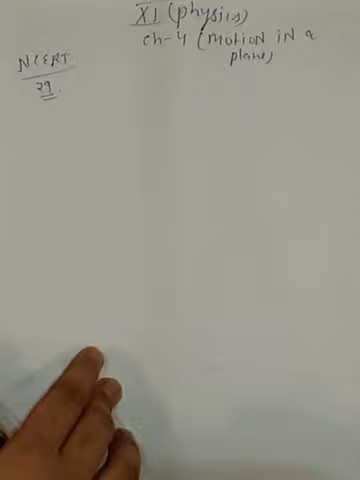 XI (physics)
ch-4 (motion in a
plane)
NCERT
29.